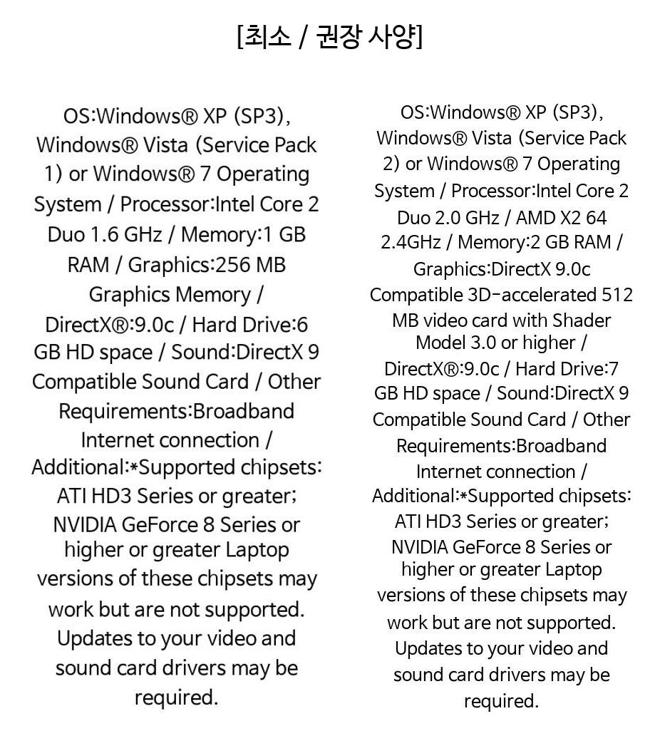 [최소 / 권장 사양]
OS:Windows® XP (SP3),
Windows® Vista (Service Pack
1) or Windows® 7 Operating
System / Processor:Intel Core 2
Duo 1.6 GHz / Memory:1 GB
RAM / Graphics:256 MB
Graphics Memory /
DirectX®:9.0c / Hard Drive:6
GB HD space / Sound:DirectX 9
Compatible Sound Card / Other
Requirements:Broadband
Internet connection /
Additional:*Supported chipsets:
ATI HD3 Series or greater;
NVIDIA GeForce 8 Series or
higher or greater Laptop
versions of these chipsets may
work but are not supported.
Updates to your video and
sound card drivers may be
required.
OS:Windows® XP (SP3),
Windows® Vista (Service Pack
2) or Windows® 7 Operating
System / Processor:Intel Core 2
Duo 2.0 GHz / AMD X2 64
2.4GHz / Memory:2 GB RAM /
Graphics:DirectX 9.0c
Compatible 3D-accelerated 512
MB video card with Shader
Model 3.0 or higher /
DirectX®:9.0c / Hard Drive:7
GB HD space / Sound:DirectX 9
Compatible Sound Card / Other
Requirements:Broadband
Internet connection /
Additional:*Supported chipsets:
ATI HD3 Series or greater;
NVIDIA GeForce 8 Series or
higher or greater Laptop
versions of these chipsets may
work but are not supported.
Updates to your video and
sound card drivers may be
required.